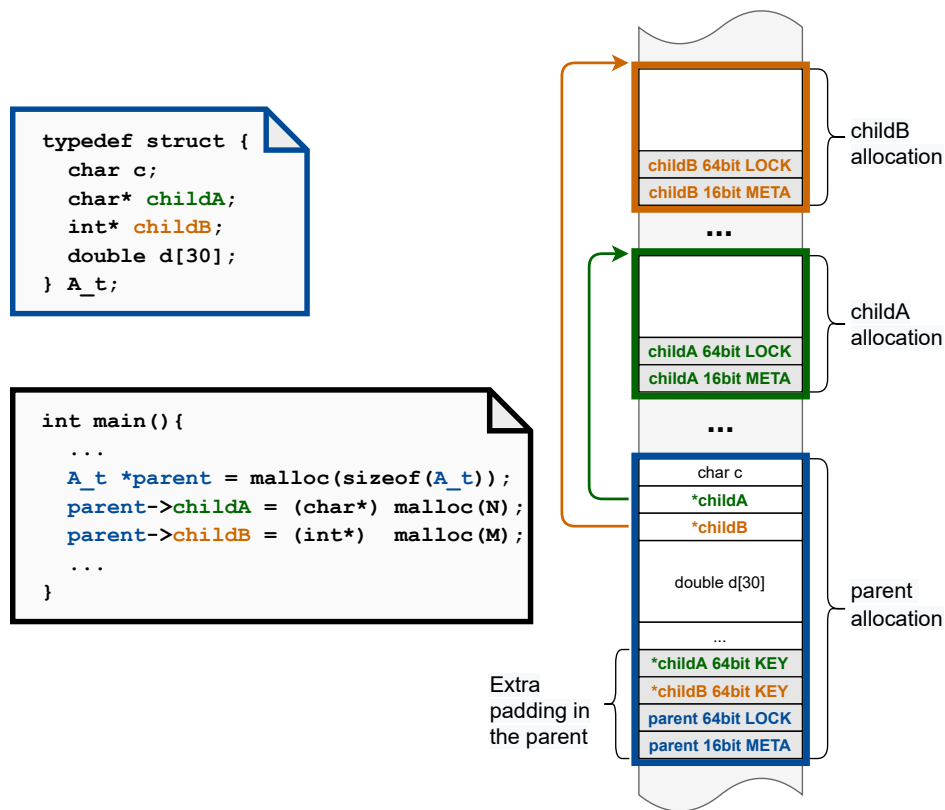 typedef struct {
char c;
char* childA;
int* childB;
double d[30];
} A_t;
int main(){
...
A_t *parent = malloc(sizeof(A_t));
parent->childA = (char*) malloc(N);
parent->childB = (int*)  malloc(M);
...
}
childB 64bit LOCK
childB 16bit META
childB
allocation
...
childA 64bit LOCK
childA 16bit META
childA
allocation
...
char c
*childA
*childB
double d[30]
...
*childA 64bit KEY
*childB 64bit KEY
parent 64bit LOCK
parent 16bit META
parent
allocation
Extra
padding in
the parent